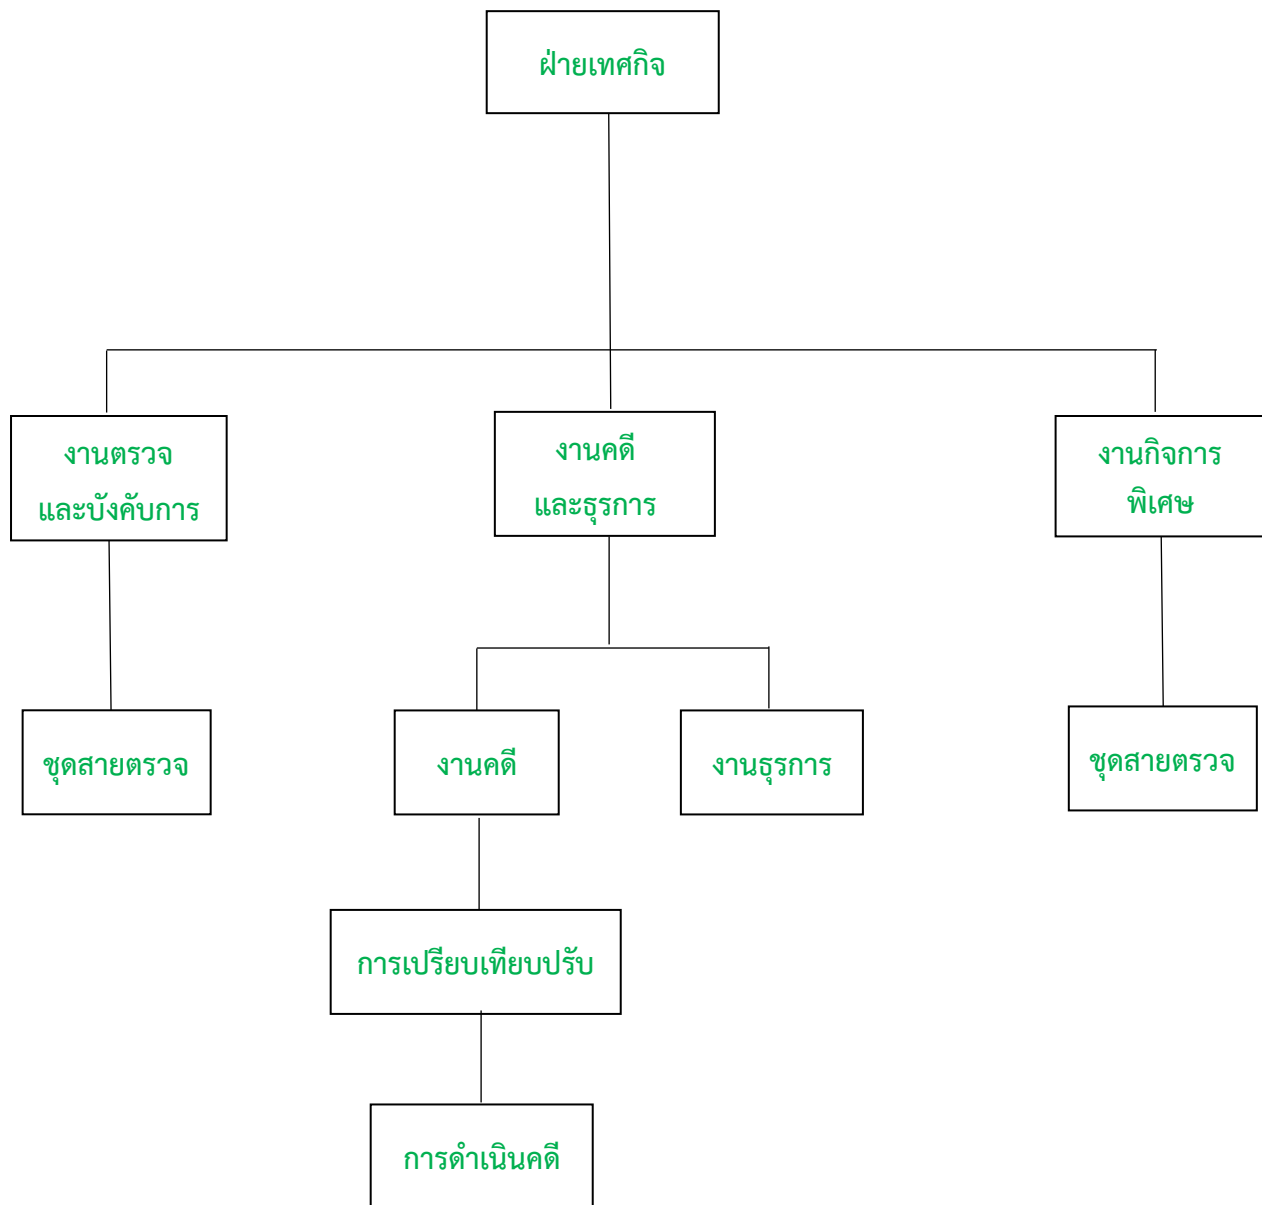 ฝ่ายเทศกิจ
งานตรวจ
และบังคับการ
งานคดี
และธุรการ
งานกิจการ
พิเศษ
ชุดสายตรวจ
งานคดี
งานธุรการ
ชุดสายตรวจ
การเปรียบเทียบปรับ
การดำเนินคดี